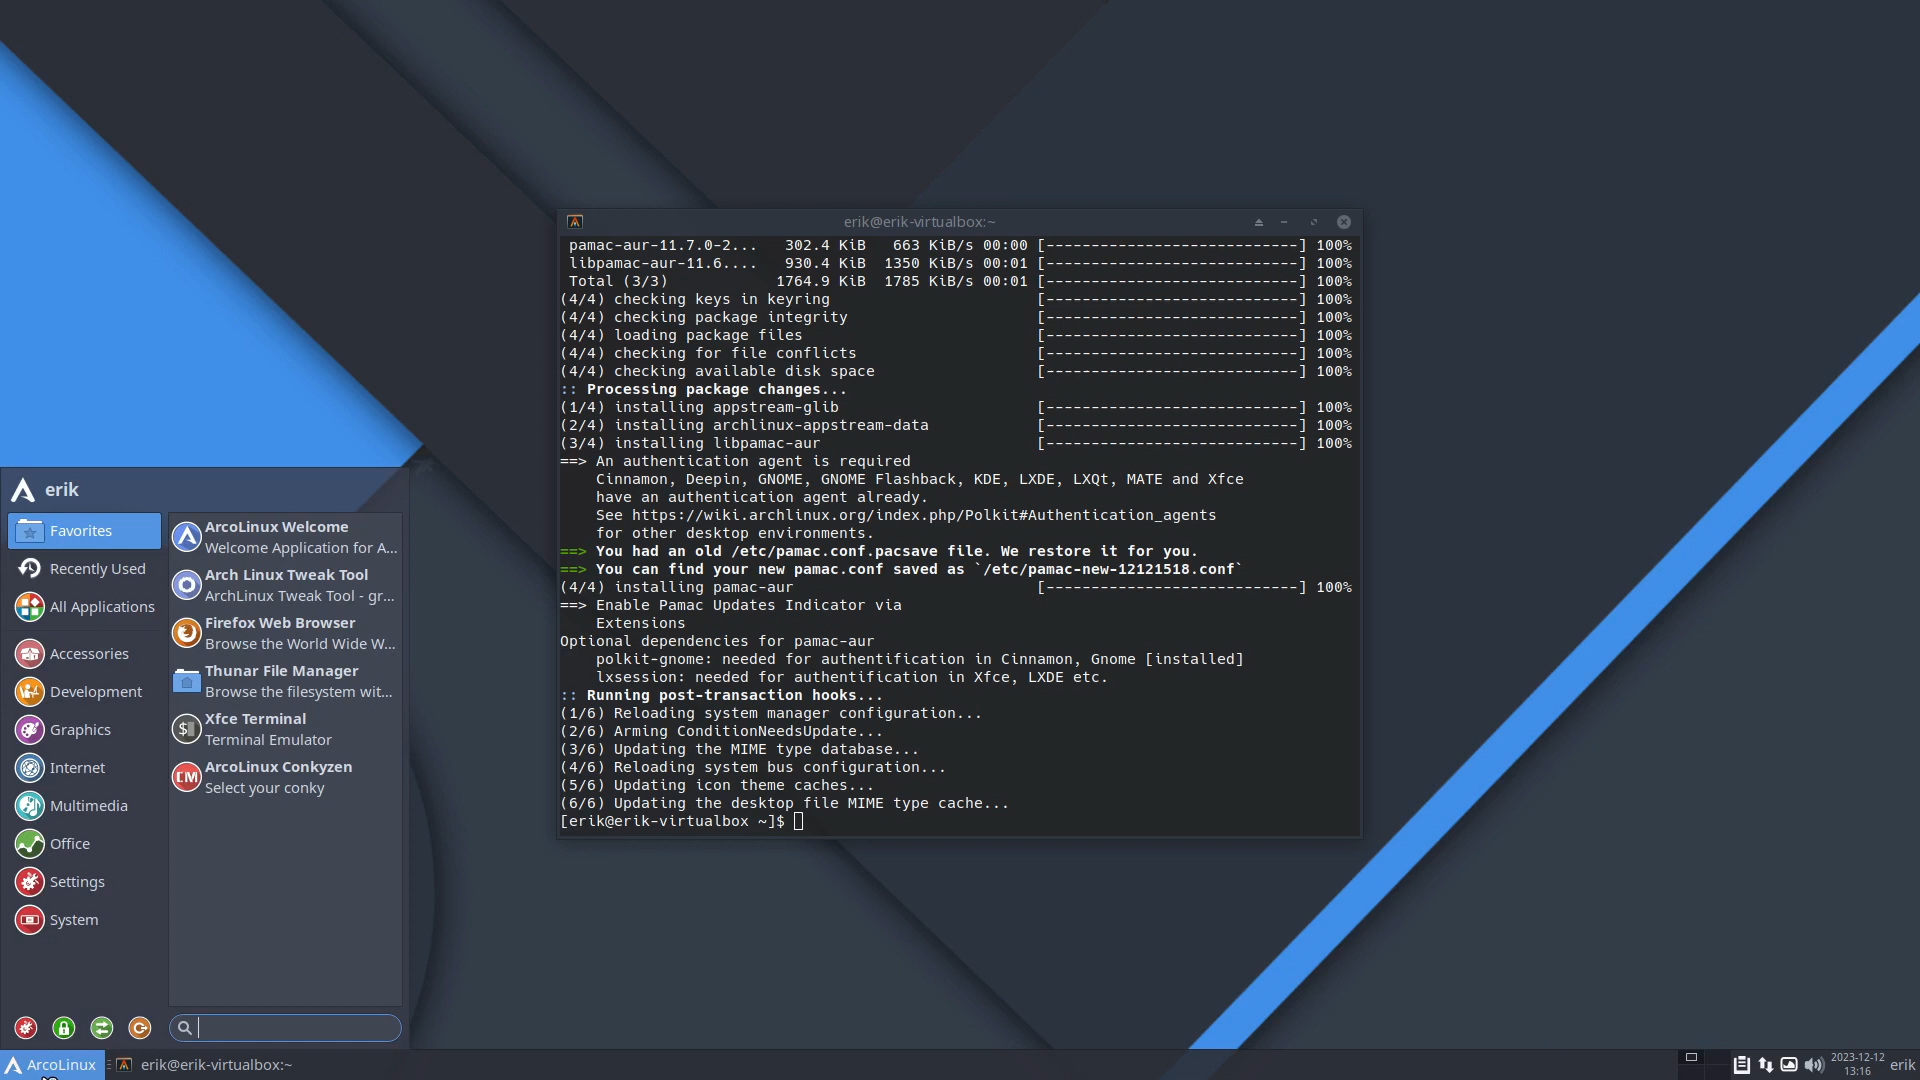 erik@erik-virtualbox:~
pamac-aur-11.7.0-2... 302.4 KiB 663 KiB/s 00:00 [----------------------------] 100%
libpamac-aur-11.6.... 930.4 KiB 1350 KiB/s 00:01 [----------------------------] 100%
Total (3/3) 1764.9 KiB 1785 KiB/s 00:01 [----------------------------] 100%
(4/4) checking keys in keyring [----------------------------] 100%
(4/4) checking package integrity [----------------------------] 100%
(4/4) loading package files [----------------------------] 100%
(4/4) checking for file conflicts [----------------------------] 100%
(4/4) checking available disk space [----------------------------] 100%
:: Processing package changes...
(1/4) installing appstream-glib [----------------------------] 100%
(2/4) installing archlinux-appstream-data [----------------------------] 100%
(3/4) installing libpamac-aur [----------------------------] 100%
==> An authentication agent is required
Cinnamon, Deepin, GNOME, GNOME Flashback, KDE, LXDE, LXQt, MATE and Xfce
have an authentication agent already.
See https://wiki.archlinux.org/index.php/Polkit#Authentication_agents
for other desktop environments.
==> You had an old /etc/pamac.conf.pacsave file. We restore it for you.
==> You can find your new pamac.conf saved as `/etc/pamac-new-12121518.conf`
(4/4) installing pamac-aur [----------------------------] 100%
==> Enable Pamac Updates Indicator via
Extensions
Optional dependencies for pamac-aur
polkit-gnome: needed for authentification in Cinnamon, Gnome [installed]
lxsession: needed for authentification in Xfce, LXDE etc.
:: Running post-transaction hooks...
(1/6) Reloading system manager configuration...
(2/6) Arming ConditionNeedsUpdate...
(3/6) Updating the MIME type database...
(4/6) Reloading system bus configuration...
(5/6) Updating icon theme caches...
(6/6) Updating the desktop file MIME type cache...
[erik@erik-virtualbox ~]$
erik
Favorites
Recently Used
All Applications
Accessories
Development
Graphics
Internet
Multimedia
Office
Settings
System
ArcoLinux Welcome
Welcome Application for A...
Arch Linux Tweak Tool
ArchLinux Tweak Tool - gr...
Firefox Web Browser
Browse the World Wide W...
Thunar File Manager
Browse the filesystem wit...
Xfce Terminal
Terminal Emulator
ArcoLinux Conkyzen
Select your conky
ArcoLinux
erik@erik-virtualbox:~
2023-12-12
13:16
erik